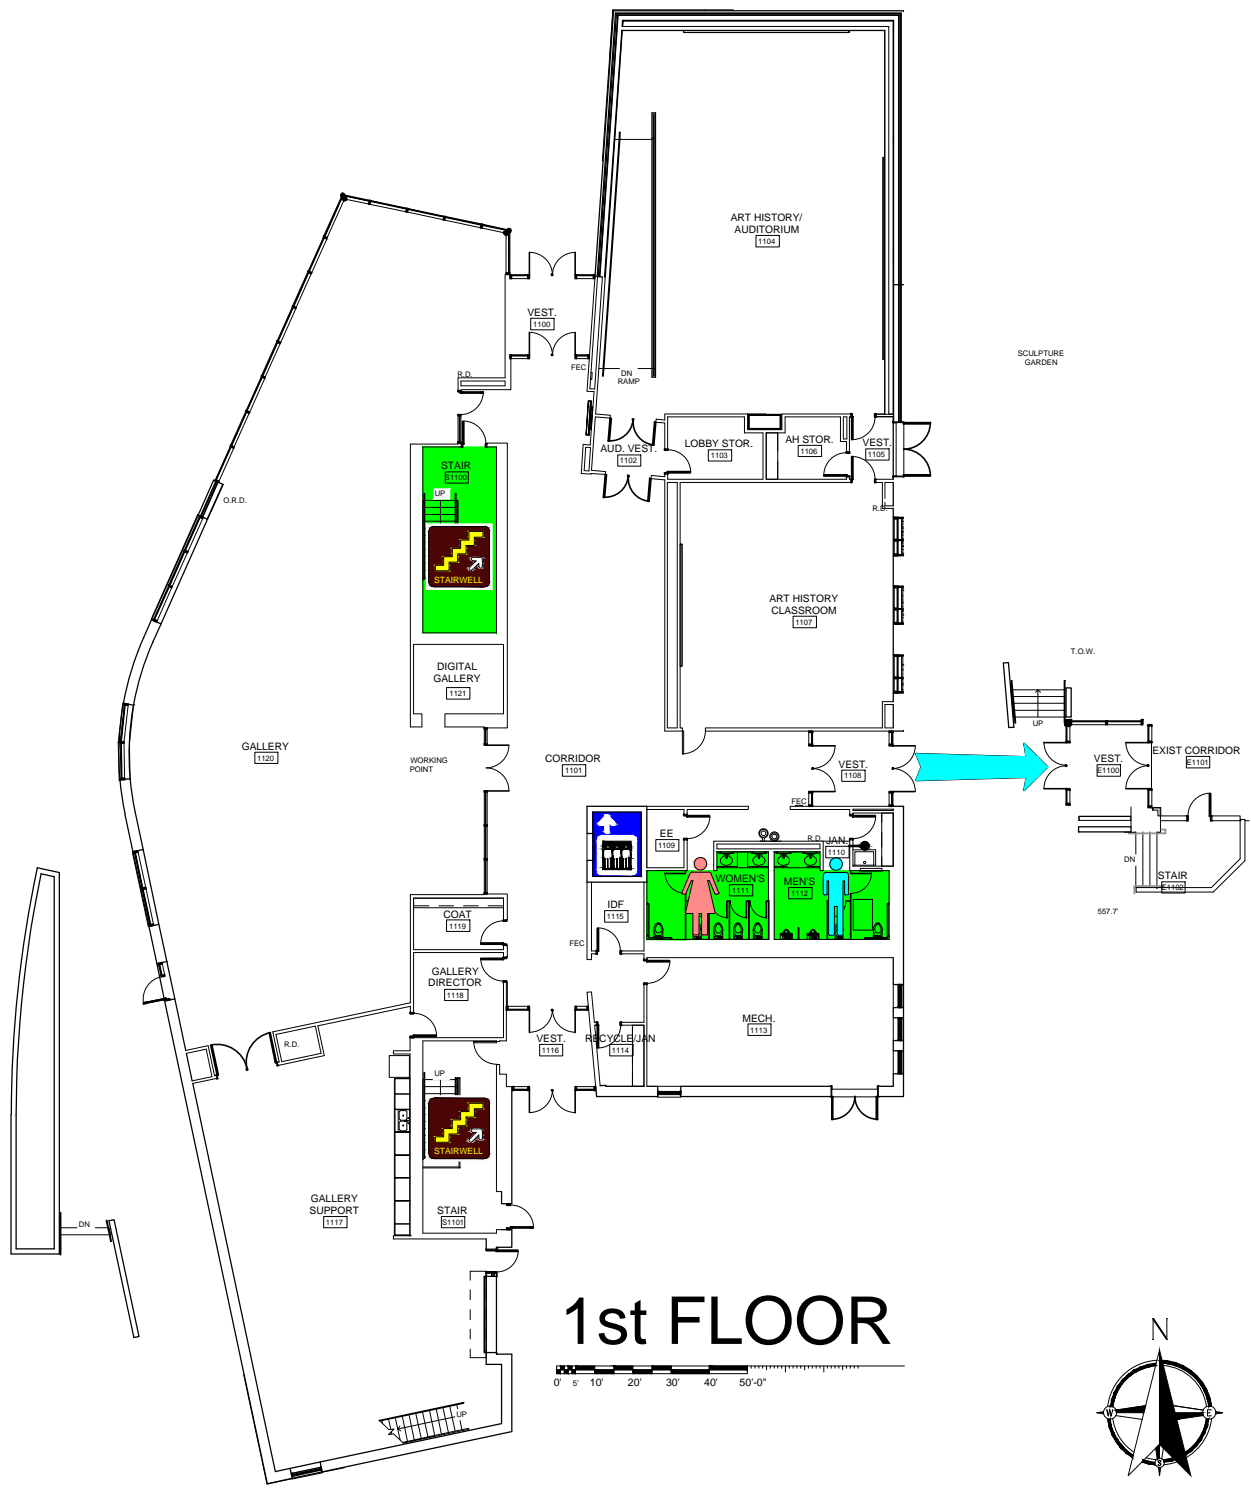 ART HISTORY/
AUDITORIUM
1104
VEST.
1100
FEC
R.D.
DN
RAMP
SCULPTURE
GARDEN
AUD. VEST.
1102
LOBBY STOR.
1103
AH STOR.
1106
VEST.
1105
STAIR
S1100
UP
STAIRWELL
O.R.D.
R.D.
ART HISTORY
CLASSROOM
1107
T.O.W.
UP
DIGITAL
GALLERY
1121
GALLERY
1120
WORKING
POINT
CORRIDOR
1101
VEST.
1108
VEST.
E1100
EXIST CORRIDOR
E1101
FEC
EE
1109
R.D.
JAN.
1110
WOMEN'S
1111
MEN'S
1112
DN
STAIR
E1102
557.7'
COAT
1119
IDF
1115
FEC
GALLERY
DIRECTOR
1118
R.D.
VEST.
1116
RECYCLE/JAN
1114
MECH.
1113
UP
STAIRWELL
STAIR
S1101
GALLERY
SUPPORT
1117
DN
UP
1st FLOOR
0' 5' 10' 20' 30' 40' 50'-0"
N
W E
S